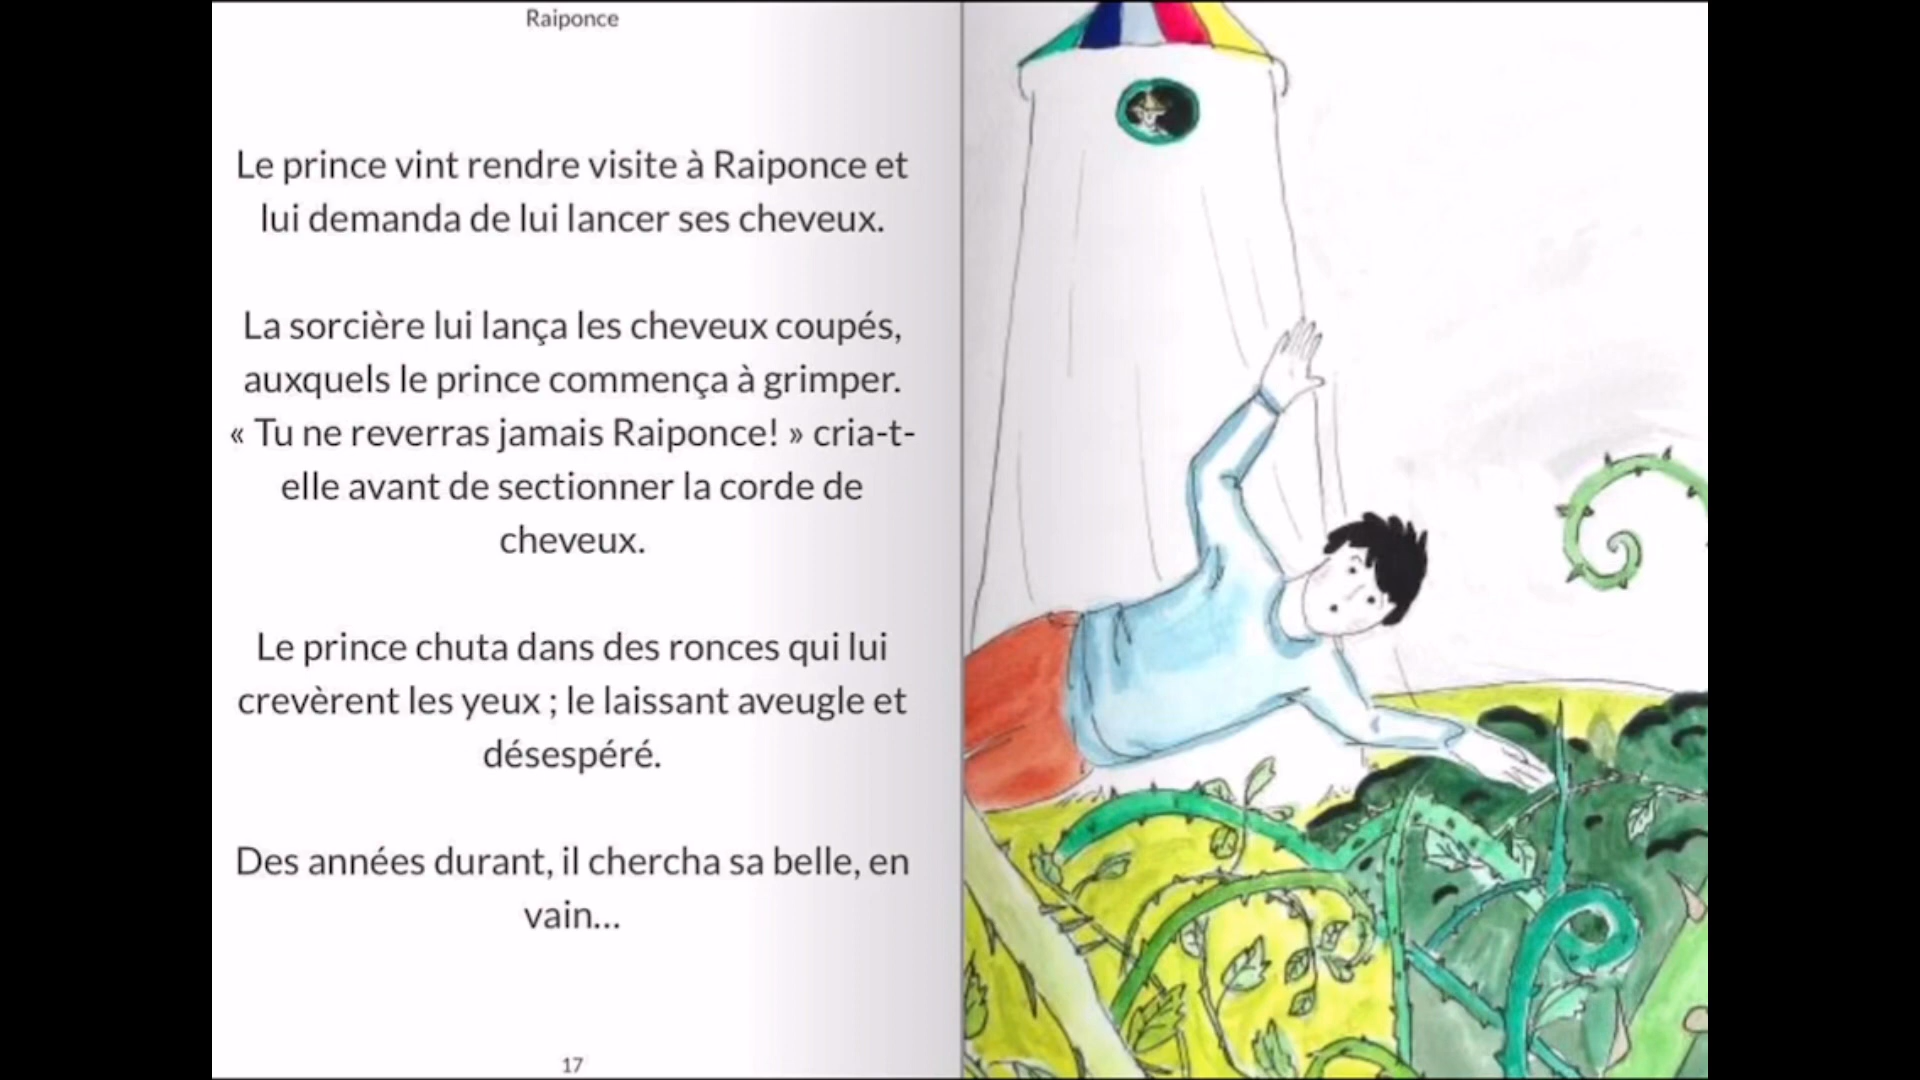 Raiponce
Le prince vint rendre visite à Raiponce et
lui demanda de lui lancer ses cheveux.
La sorcière lui lança les cheveux coupés,
auxquels le prince commença à grimper.
« Tu ne reverras jamais Raiponce! » cria-t-
elle avant de sectionner la corde de
cheveux.
Le prince chuta dans des ronces qui lui
crevèrent les yeux ; le laissant aveugle et
désespéré.
Des années durant, il chercha sa belle, en
vain...
17